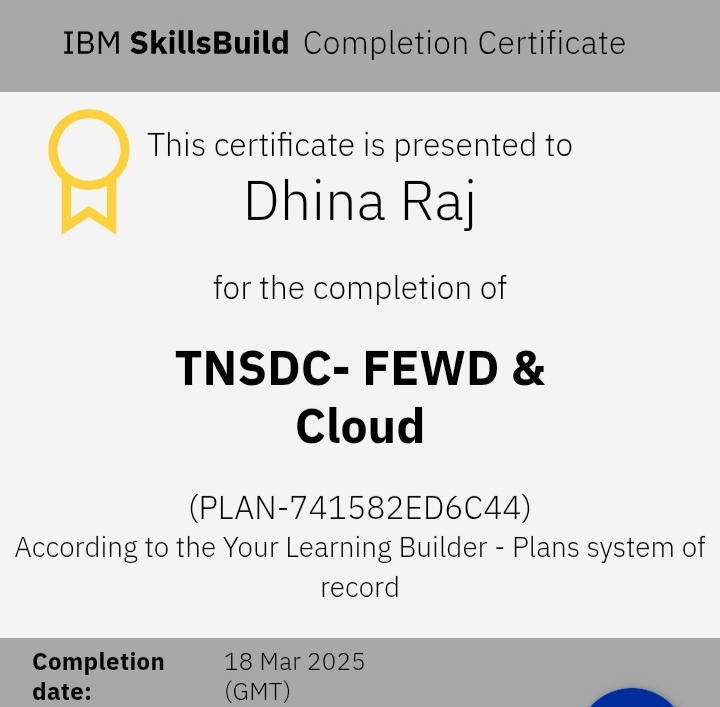 IBM SkillsBuild Completion Certificate
This certificate is presented to
Dhina Raj
for the completion of
TNSDC- FEWD &
Cloud
(PLAN-741582ED6C44)
According to the Your Learning Builder - Plans system of
record
Completion 18 Mar 2025
date: (GMT)